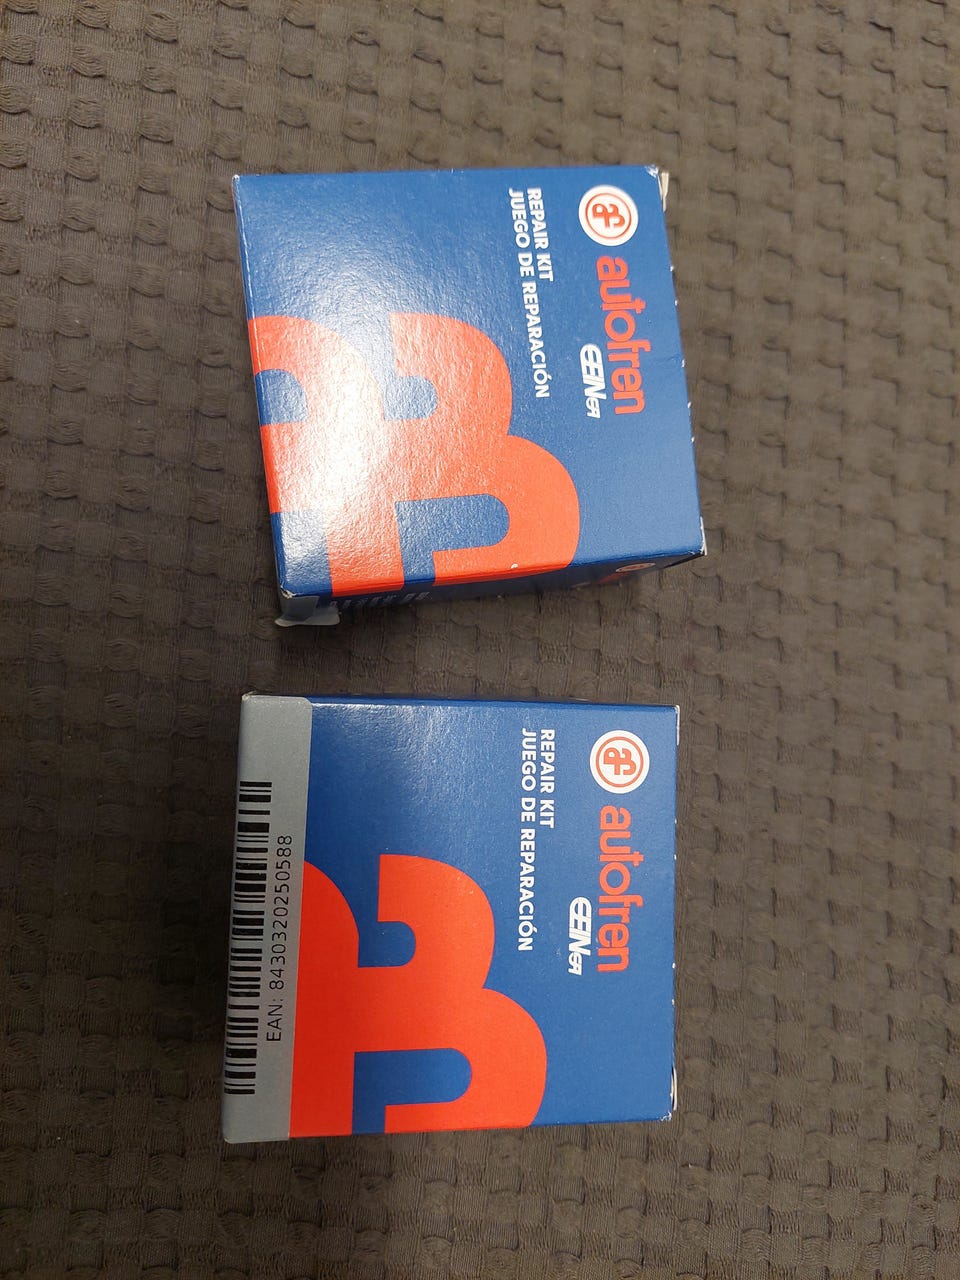 autofren
SEINSA
REPAIR KIT
JUEGO DE REPARACIÓN
autofren
SEINSA
REPAIR KIT
JUEGO DE REPARACIÓN
EAN: 8430320250588